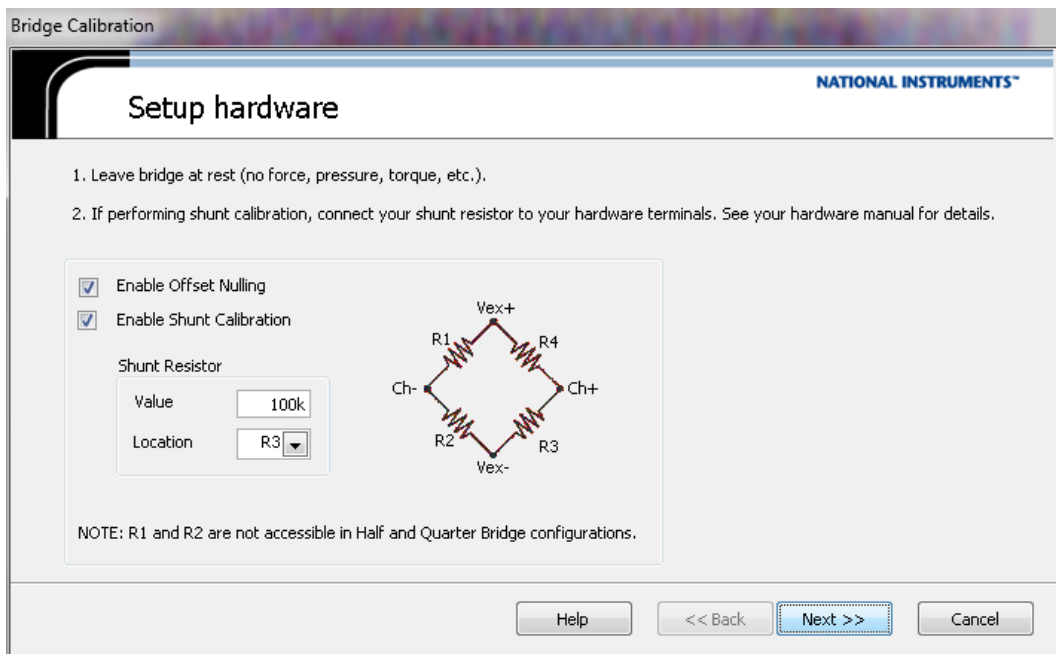 Bridge Calibration
NATIONAL INSTRUMENTS™
Setup hardware
1. Leave bridge at rest (no force, pressure, torque, etc.).
2. If performing shunt calibration, connect your shunt resistor to your hardware terminals. See your hardware manual for details.
Enable Offset Nulling
Enable Shunt Calibration
Shunt Resistor
Value 100k
Location R3
Vex+
R1 R4
Ch- Ch+
R2 R3
Vex-
NOTE: R1 and R2 are not accessible in Half and Quarter Bridge configurations.
Help << Back Next >> Cancel